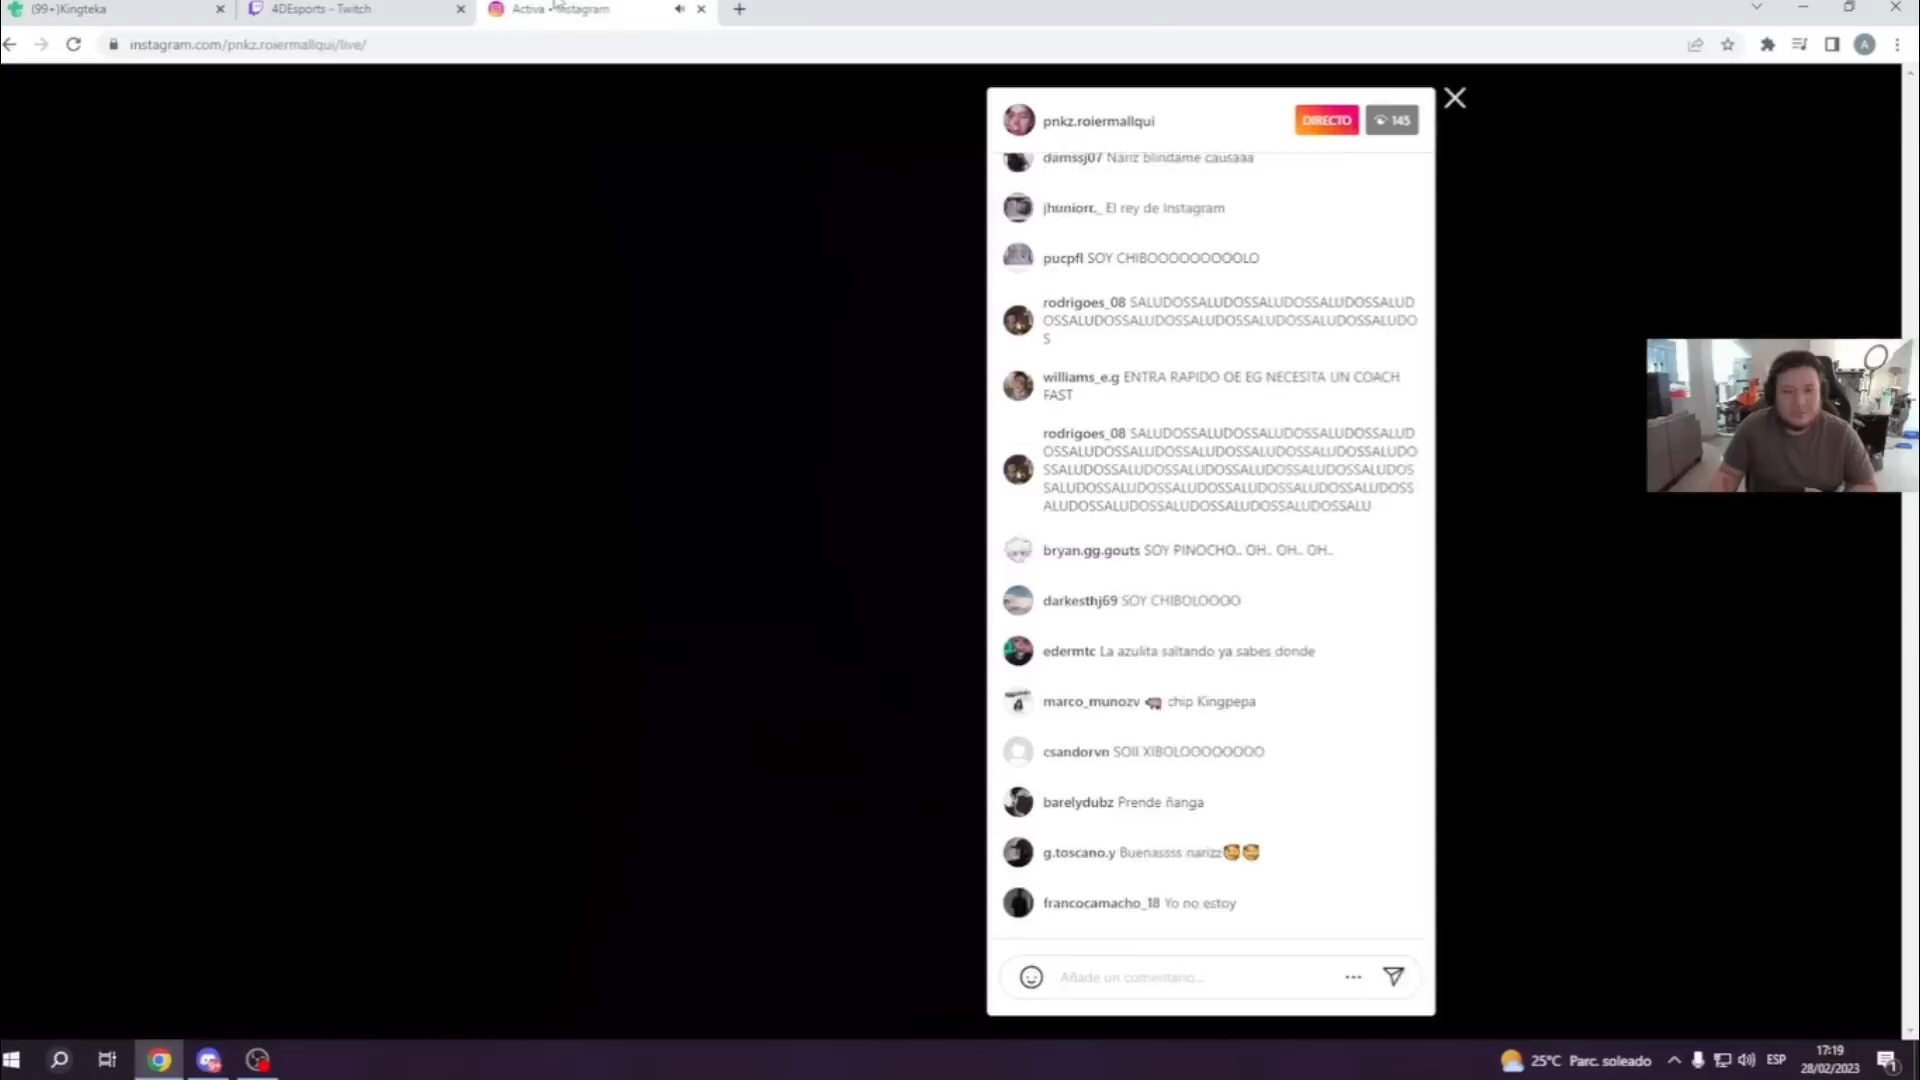 (99+)Kingteka
4DEsports - Twitch
Activa • Instagram
instagram.com/pnkz.roiermallqui/live/
A
pnkz.roiermallqui
DIRECTO
145
damssj07 Nariz blindame causaaa
jhuniorr._ El rey de Instagram
pucpfl SOY CHIBOOOOOOOOOLO
rodrigoes_08 SALUDOSSALUDOSSALUDOSSALUDOSSALUD
OSSALUDOSSALUDOSSALUDOSSALUDOSSALUDOSSALUDO
S
williams_e.g ENTRA RAPIDO OE EG NECESITA UN COACH
FAST
rodrigoes_08 SALUDOSSALUDOSSALUDOSSALUDOSSALUD
OSSALUDOSSALUDOSSALUDOSSALUDOSSALUDOSSALUDO
SSALUDOSSALUDOSSALUDOSSALUDOSSALUDOSSALUDOS
SALUDOSSALUDOSSALUDOSSALUDOSSALUDOSSALUDOSS
ALUDOSSALUDOSSALUDOSSALUDOSSALUDOSSALU
bryan.gg.gouts SOY PINOCHO.. OH.. OH.. OH..
darkesthj69 SOY CHIBOLOOOO
edermtc La azulita saltando ya sabes donde
marco_munozv chip Kingpepa
csandorvn SOII XIBOLOOOOOOOO
barelydubz Prende ñanga
g.toscano.y Buenassss narizz🥰🥰
francocamacho_18 Yo no estoy
Añade un comentario...
25°C Parc. soleado
ESP
17:19
28/02/2023
1